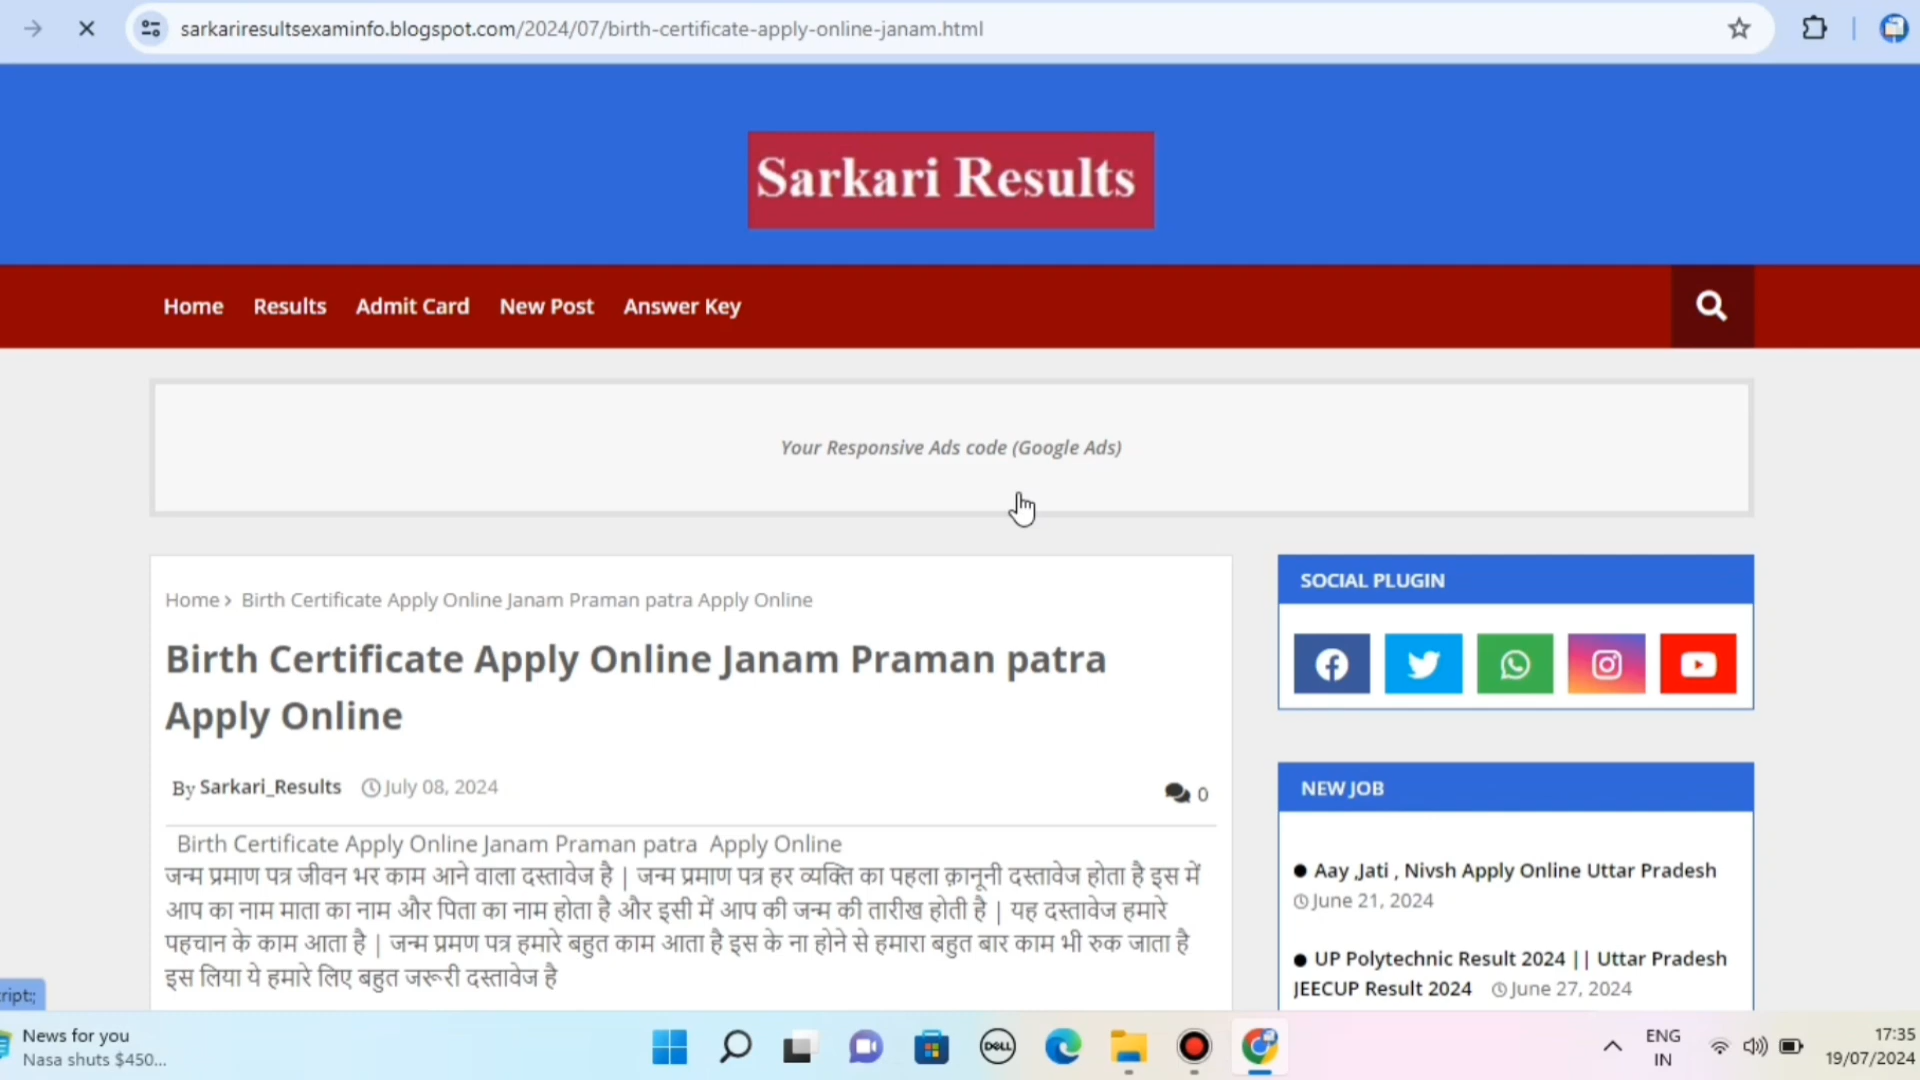 sarkariresultsexaminfo.blogspot.com/2024/07/birth-certificate-apply-online-janam.html
Sarkari Results
Home Results Admit Card New Post Answer Key
Your Responsive Ads code (Google Ads)
Home › Birth Certificate Apply Online Janam Praman patra Apply Online
Birth Certificate Apply Online Janam Praman patra
Apply Online
By Sarkari_Results July 08, 2024
0
Birth Certificate Apply Online Janam Praman patra Apply Online
जन्म प्रमाण पत्र जीवन भर काम आने वाला दस्तावेज है | जन्म प्रमाण पत्र हर व्यक्ति का पहला क़ानूनी दस्तावेज होता है इस में
आप का नाम माता का नाम और पिता का नाम होता है और इसी में आप की जन्म की तारीख होती है | यह दस्तावेज हमारे
पहचान के काम आता है | जन्म प्रमण पत्र हमारे बहुत काम आता है इस के ना होने से हमारा बहुत बार काम भी रुक जाता है
इस लिया ये हमारे लिए बहुत जरूरी दस्तावेज है
SOCIAL PLUGIN
NEW JOB
● Aay ,Jati , Nivsh Apply Online Uttar Pradesh
June 21, 2024
● UP Polytechnic Result 2024 || Uttar Pradesh
JEECUP Result 2024 June 27, 2024
ript:;
News for you
Nasa shuts $450...
DELL
ENG
IN
17:35
19/07/2024